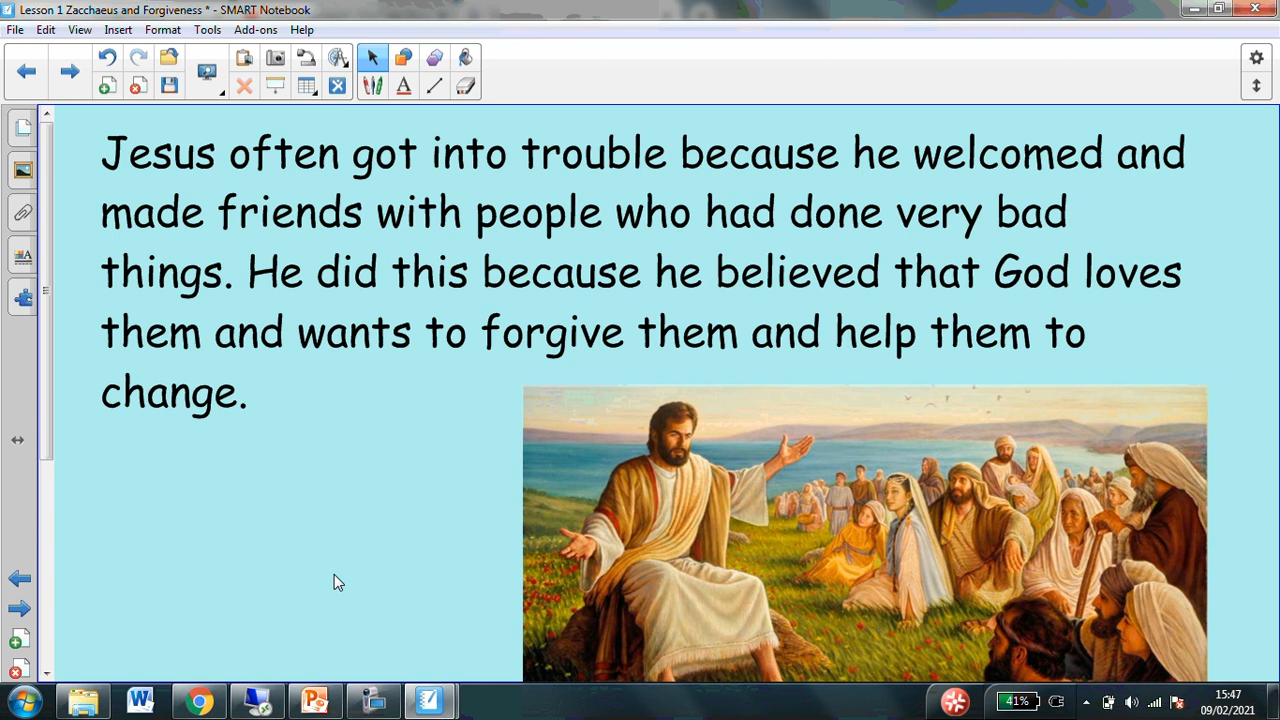 Lesson 1 Zacchaeus and Forgiveness * - SMART Notebook
File Edit View Insert Format Tools Add-ons Help
Jesus often got into trouble because he welcomed and
made friends with people who had done very bad
things. He did this because he believed that God loves
them and wants to forgive them and help them to
change.
41%
15:47
09/02/2021